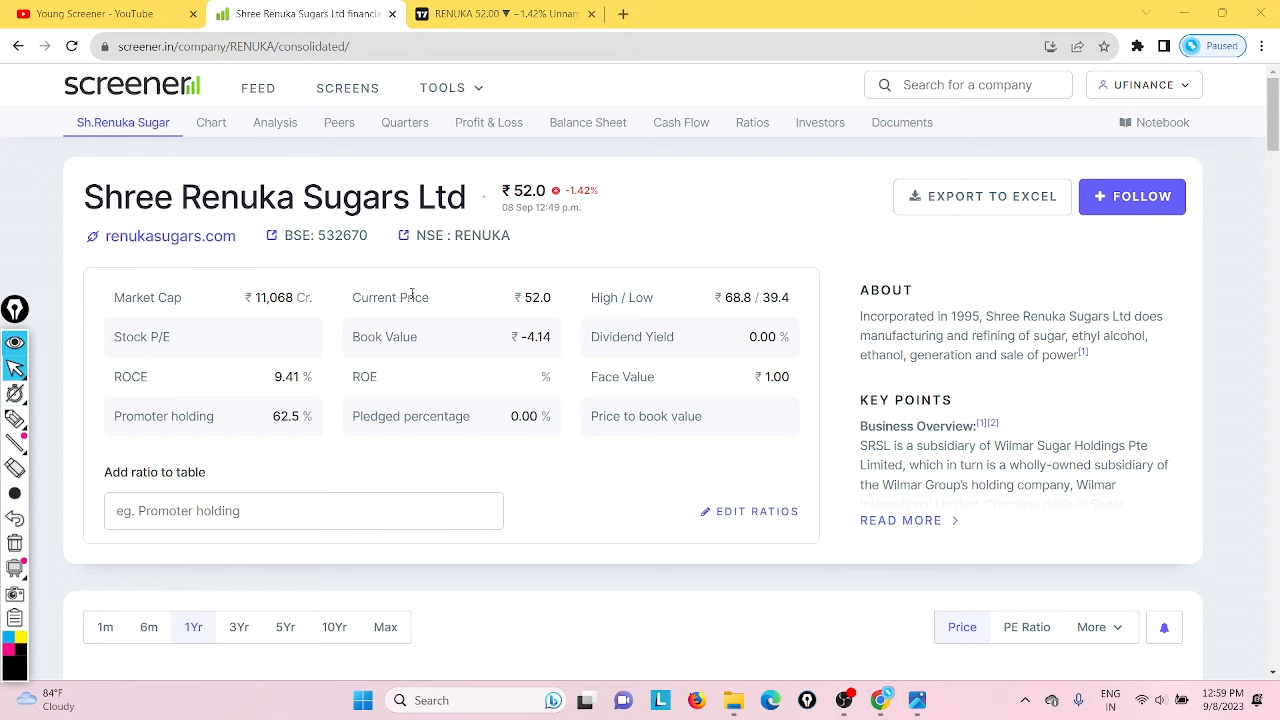 Young Screener - YouTube
Shree Renuka Sugars Ltd financia
RENUKA 52.00 ▼ −1.42% Unnam
screener.in/company/RENUKA/consolidated/
Paused
screener
FEED
SCREENS
TOOLS
Search for a company
UFINANCE
Sh.Renuka Sugar
Chart
Analysis
Peers
Quarters
Profit & Loss
Balance Sheet
Cash Flow
Ratios
Investors
Documents
Notebook
Shree Renuka Sugars Ltd
₹ 52.0 -1.42%
08 Sep 12:49 p.m.
EXPORT TO EXCEL
FOLLOW
renukasugars.com
BSE: 532670
NSE : RENUKA
Market Cap ₹ 11,068 Cr.
Current Price ₹ 52.0
High / Low ₹ 68.8 / 39.4
Stock P/E
Book Value ₹ -4.14
Dividend Yield 0.00 %
ROCE 9.41 %
ROE %
Face Value ₹ 1.00
Promoter holding 62.5 %
Pledged percentage 0.00 %
Price to book value
Add ratio to table
eg. Promoter holding
EDIT RATIOS
ABOUT
Incorporated in 1995, Shree Renuka Sugars Ltd does
manufacturing and refining of sugar, ethyl alcohol,
ethanol, generation and sale of power[1]
KEY POINTS
Business Overview:[1][2]
SRSL is a subsidiary of Wilmar Sugar Holdings Pte
Limited, which in turn is a wholly-owned subsidiary of
the Wilmar Group's holding company, Wilmar
International Limited. Company deals in Sugar,
READ MORE
1m
6m
1Yr
3Yr
5Yr
10Yr
Max
Price
PE Ratio
More
84°F
Cloudy
Search
ENG
IN
12:59 PM
9/8/2023